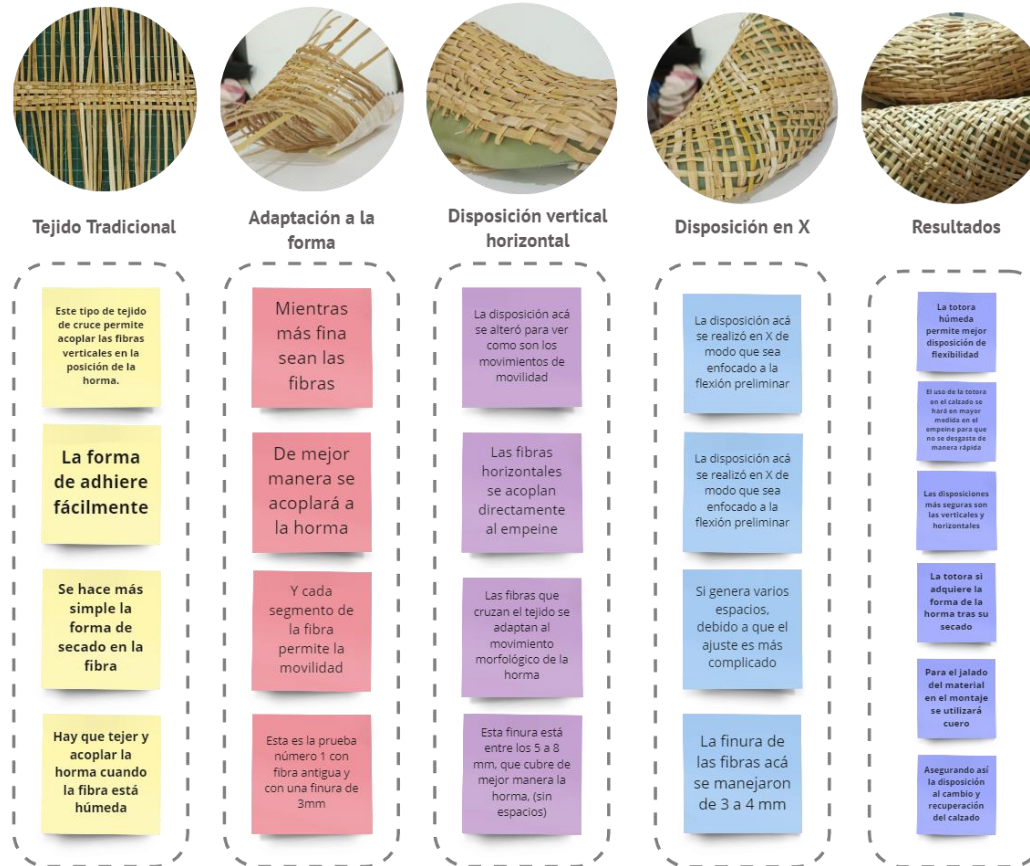 Tejido Tradicional
Adaptación a la
forma
Disposición vertical
horizontal
Disposición en X
Resultados
Este tipo de tejido
de cruce permite
acoplar las fibras
verticales en la
posición de la
horma.
La forma
de adhiere
fácilmente
Se hace más
simple la
forma de
secado en la
fibra
Hay que tejer y
acoplar la
horma cuando
la fibra está
húmeda
Mientras
más fina
sean las
fibras
De mejor
manera se
acoplará a
la horma
Y cada
segmento de
la fibra
permite la
movilidad
Esta es la prueba
número 1 con
fibra antigua y
con una finura de
3mm
La disposición acá
se alteró para ver
como son los
movimientos de
movilidad
Las fibras
horizontales
se acoplan
directamente
al empeine
Las fibras que
cruzan el tejido se
adaptan al
movimiento
morfológico de la
horma
Esta finura está
entre los 5 a 8
mm, que cubre de
mejor manera la
horma, (sin
espacios)
La disposición acá
se realizó en X de
modo que sea
enfocado a la
flexión preliminar
La disposición acá
se realizó en X de
modo que sea
enfocado a la
flexión preliminar
Si genera varios
espacios,
debido a que el
ajuste es más
complicado
La finura de
las fibras acá
se manejaron
de 3 a 4 mm
La totora
húmeda
permite mejor
disposición de
flexibilidad
El uso de la totora
en el calzado se
hará en mayor
medida en el
empeine para que
no se desgaste de
manera rápida
Las disposiciones
más seguras son
las verticales y
horizontales
La totora si
adquiere la
forma de la
horma tras su
secado
Para el jalado
del material
en el montaje
se utilizará
cuero
Asegurando así
la disposición
al cambio y
recuperación
del calzado